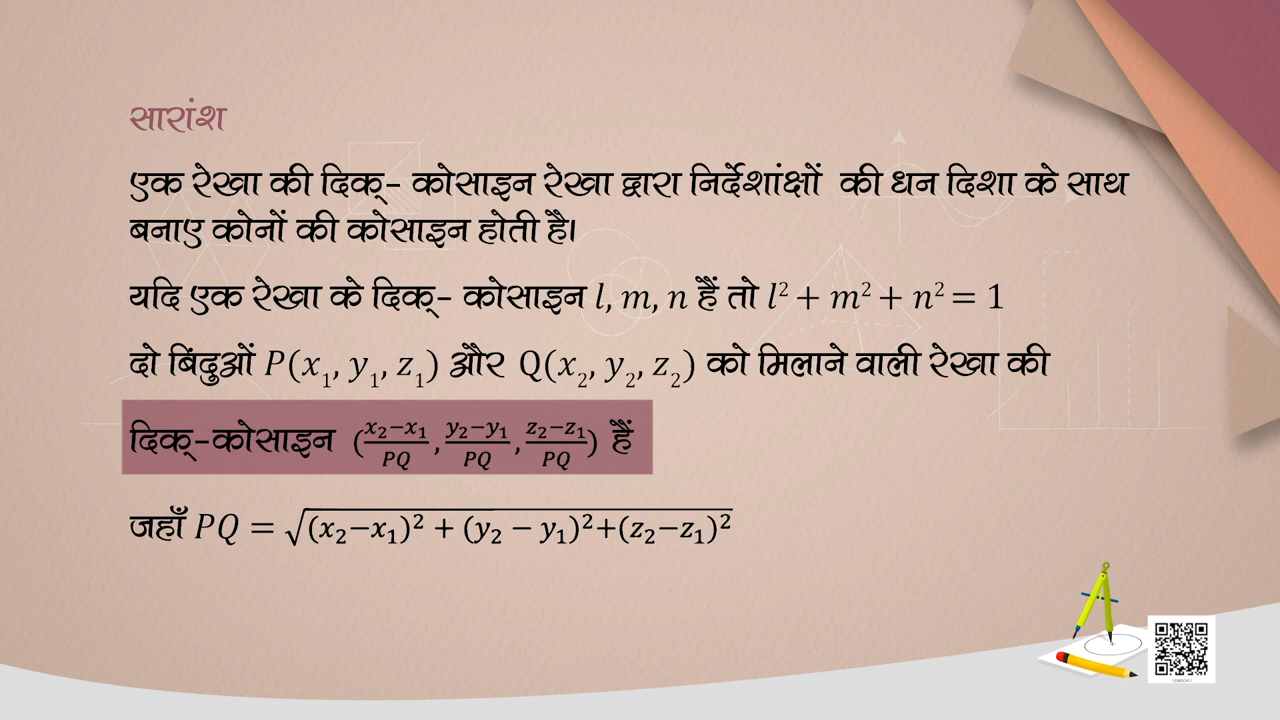 सारांश
एक रेखा की दिक्- कोसाइन रेखा द्वारा निर्देशांक्षों की धन दिशा के साथ
बनाए कोनों की कोसाइन होती है।
यदि एक रेखा के दिक्- कोसाइन l, m, n हैं तो l² + m² + n² = 1
दो बिंदुओं P(x₁, y₁, z₁) और Q(x₂, y₂, z₂) को मिलाने वाली रेखा की
दिक्-कोसाइन (x₂−x₁/PQ, y₂−y₁/PQ, z₂−z₁/PQ) हैं
जहाँ PQ = √(x₂−x₁)² + (y₂ − y₁)²+(z₂−z₁)²